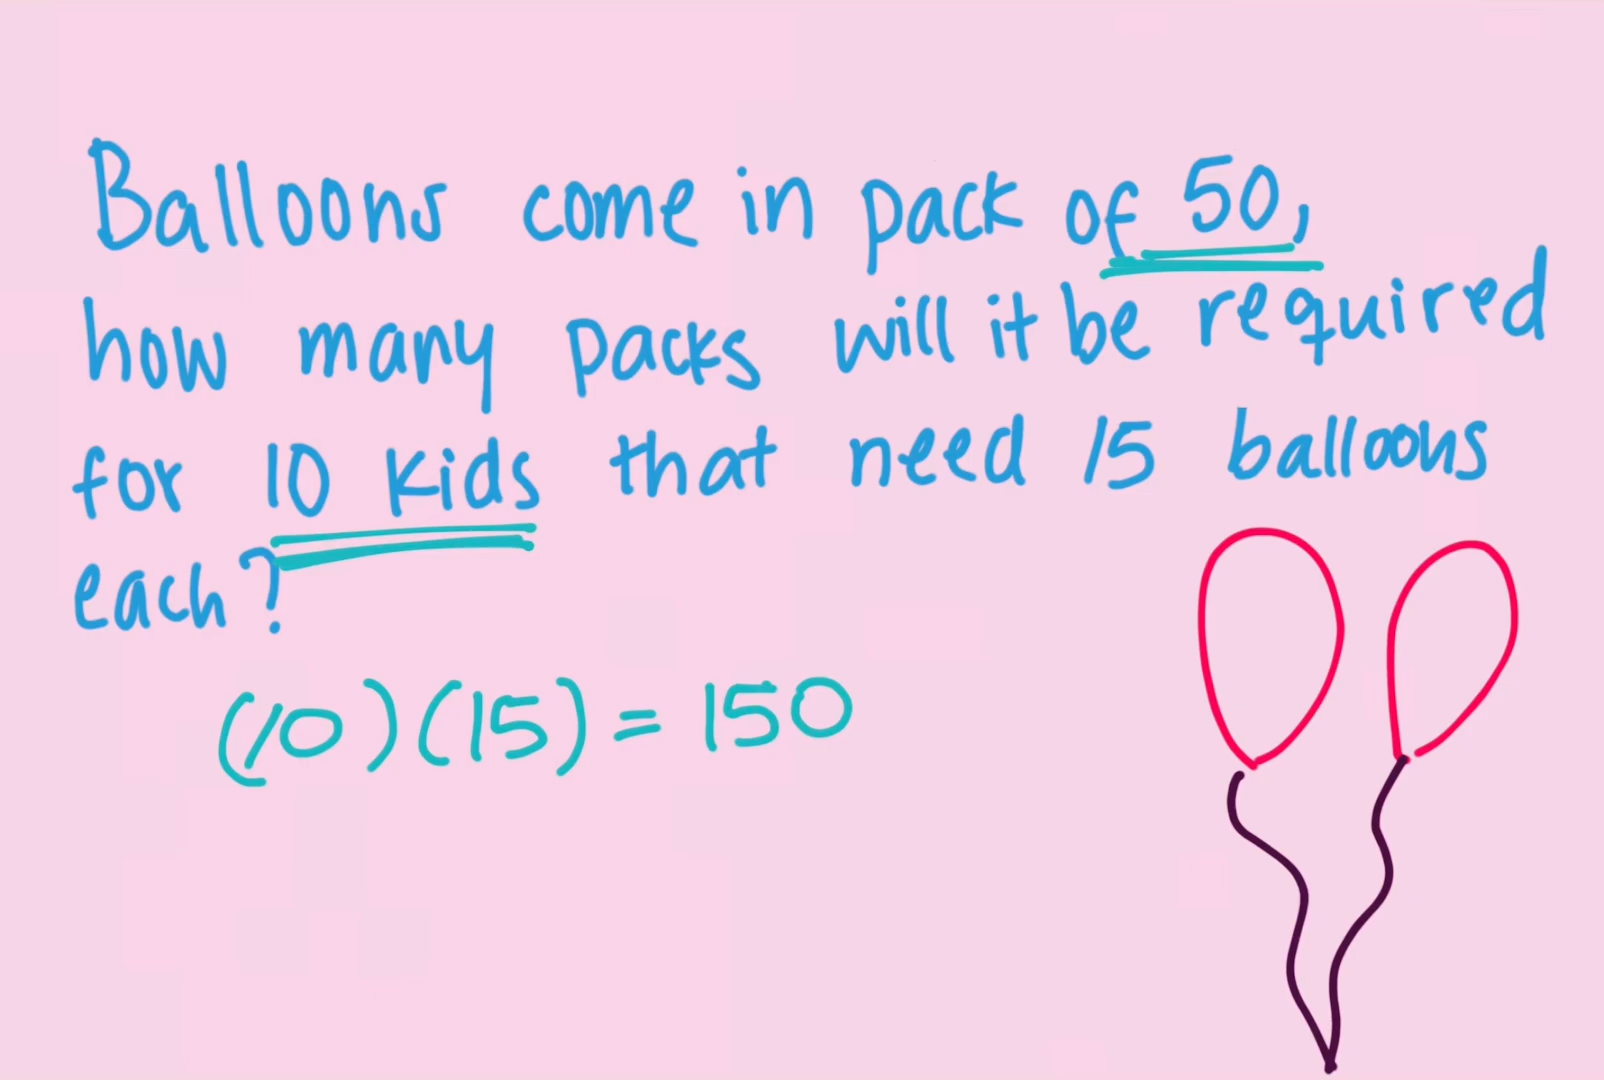 Balloons come in pack of 50,
how many packs will it be required
for 10 kids that need 15 balloons
each?
(10)(15) = 150